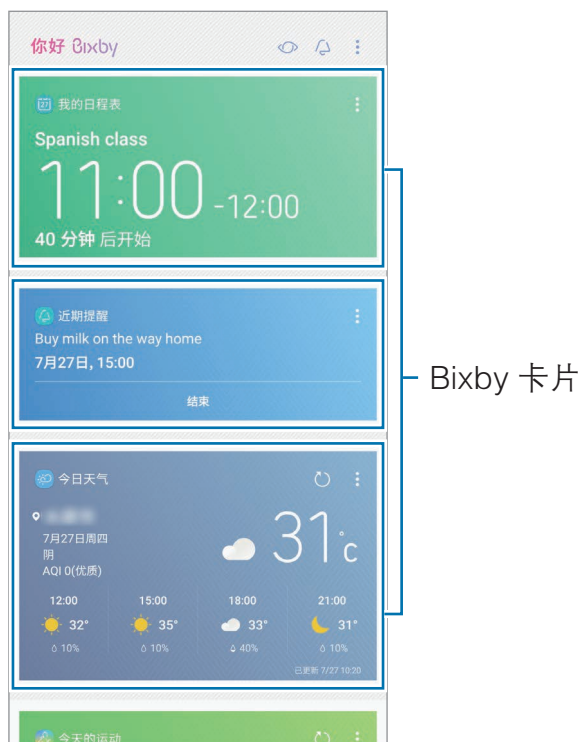 你好 Bixby
27 我的日程表
Spanish class
11:00 -12:00
40 分钟 后开始
近期提醒
Buy milk on the way home
7月27日, 15:00
结束
Bixby 卡片
今日天气
7月27日周四
阴
AQI 0(优质)
31°c
12:00 15:00 18:00 21:00
32° 35° 33° 31°
10% 10% 40% 10%
已更新 7/27 10:20
今天的运动